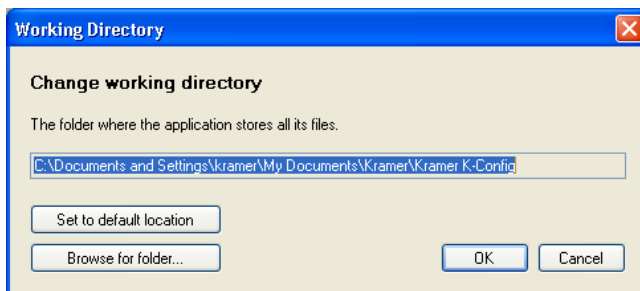 Working Directory
Change working directory
The folder where the application stores all its files.
C:\Documents and Settings\kramer\My Documents\Kramer\Kramer K-Config
Set to default location
Browse for folder...
OK
Cancel